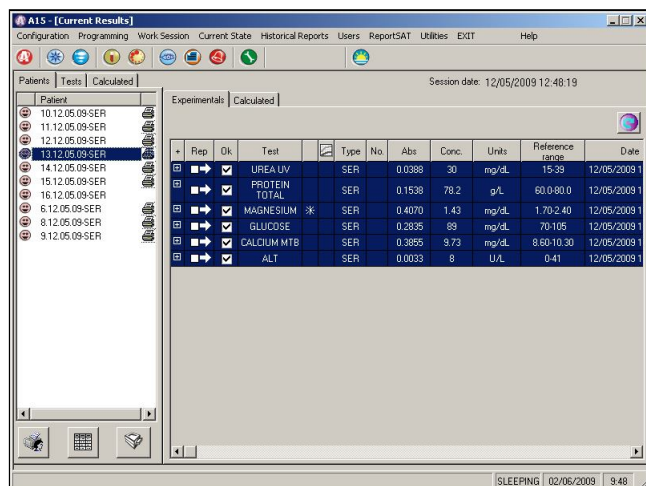 A15 - [Current Results]
Configuration Programming Work Session Current State Historical Reports Users ReportSAT Utilities EXIT Help
Patients Tests Calculated
Session date: 12/05/2009 12:48:19
Patient
10.12.05.09-SER
11.12.05.09-SER
12.12.05.09-SER
13.12.05.09-SER
14.12.05.09-SER
15.12.05.09-SER
16.12.05.09-SER
6.12.05.09-SER
8.12.05.09-SER
9.12.05.09-SER
Experimentals Calculated
+ Rep Ok Test Type No. Abs Conc. Units Reference range Date
UREA UV SER 0.0388 30 mg/dL 15-39 12/05/2009 1
PROTEIN TOTAL SER 0.1538 78.2 g/L 60.0-80.0 12/05/2009 1
MAGNESIUM * SER 0.4070 1.43 mg/dL 1.70-2.40 12/05/2009 1
GLUCOSE SER 0.2835 89 mg/dL 70-105 12/05/2009 1
CALCIUM MTB SER 0.3855 9.73 mg/dL 8.60-10.30 12/05/2009 1
ALT SER 0.0033 8 U/L 0-41 12/05/2009 1
SLEEPING 02/06/2009 9:48